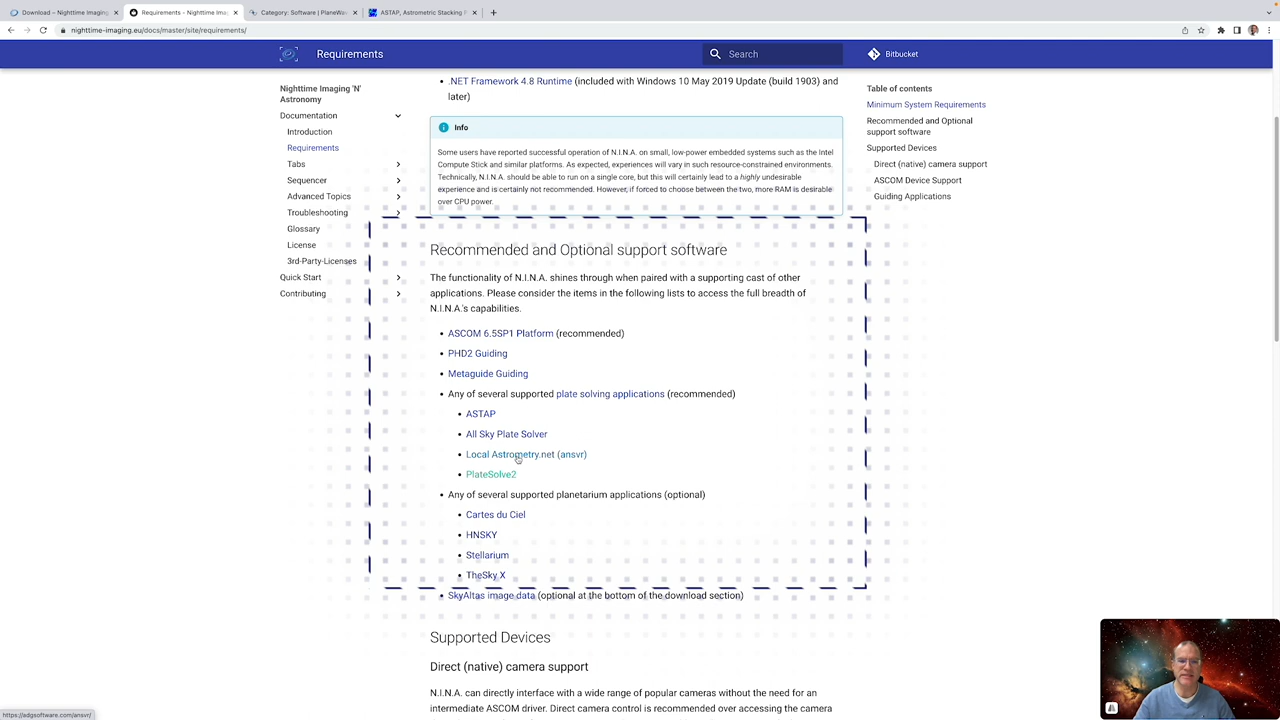 Download – Nighttime Imaging
Requirements - Nighttime Ima
Category: Software | PlaneWa
ASTAP, Astrometric Stacking P
nighttime-imaging.eu/docs/master/site/requirements/
Requirements
Search
Bitbucket
Nighttime Imaging 'N'
Astronomy
Documentation
Introduction
Requirements
Tabs
Sequencer
Advanced Topics
Troubleshooting
Glossary
License
3rd-Party-Licenses
Quick Start
Contributing
.NET Framework 4.8 Runtime (included with Windows 10 May 2019 Update (build 1903) and
later)
Info
Some users have reported successful operation of N.I.N.A. on small, low-power embedded systems such as the Intel
Compute Stick and similar platforms. As expected, experiences will vary in such resource-constrained environments.
Technically, N.I.N.A. should be able to run on a single core, but this will certainly lead to a highly undesirable
experience and is certainly not recommended. However, if forced to choose between the two, more RAM is desirable
over CPU power.
Recommended and Optional support software
The functionality of N.I.N.A. shines through when paired with a supporting cast of other
applications. Please consider the items in the following lists to access the full breadth of
N.I.N.A.'s capabilities.
ASCOM 6.5SP1 Platform (recommended)
PHD2 Guiding
Metaguide Guiding
Any of several supported plate solving applications (recommended)
ASTAP
All Sky Plate Solver
Local Astrometry.net (ansvr)
PlateSolve2
Any of several supported planetarium applications (optional)
Cartes du Ciel
HNSKY
Stellarium
TheSky X
SkyAltas image data (optional at the bottom of the download section)
Supported Devices
Direct (native) camera support
N.I.N.A. can directly interface with a wide range of popular cameras without the need for an
intermediate ASCOM driver. Direct camera control is recommended over accessing the camera
Table of contents
Minimum System Requirements
Recommended and Optional
support software
Supported Devices
Direct (native) camera support
ASCOM Device Support
Guiding Applications
https://adgsoftware.com/ansvr/